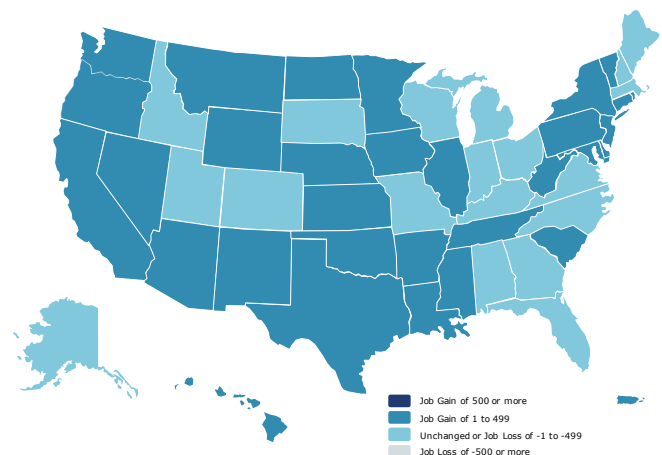 Job Gain of 500 or more
Job Gain of 1 to 499
Unchanged or Job Loss of -1 to -499
Job Loss of -500 or more